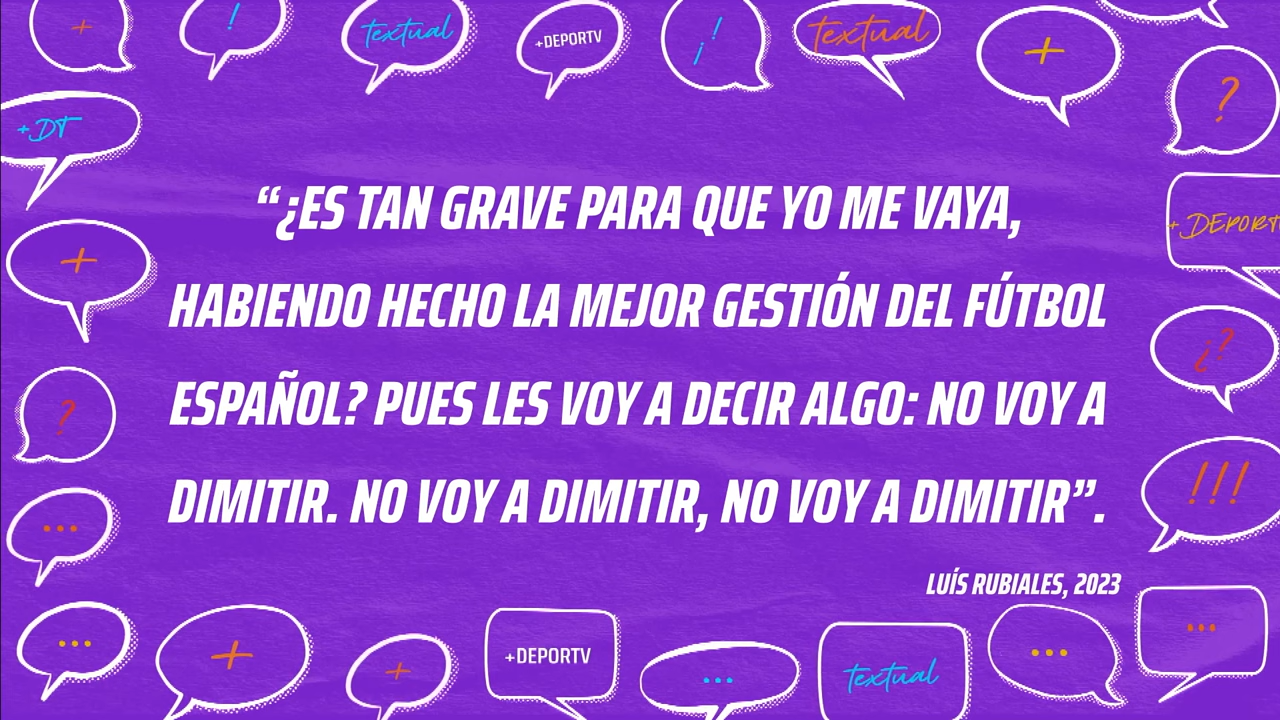 +
!
textual
+DEPORTV
¡!
textual
+
?
+DT
“¿ES TAN GRAVE PARA QUE YO ME VAYA,
+DEPORT
+
HABIENDO HECHO LA MEJOR GESTIÓN DEL FÚTBOL
¿?
ESPAÑOL? PUES LES VOY A DECIR ALGO: NO VOY A
?
DIMITIR. NO VOY A DIMITIR, NO VOY A DIMITIR”.
!!!
...
LUÍS RUBIALES, 2023
...
+
+
+DEPORTV
...
textual
...
...